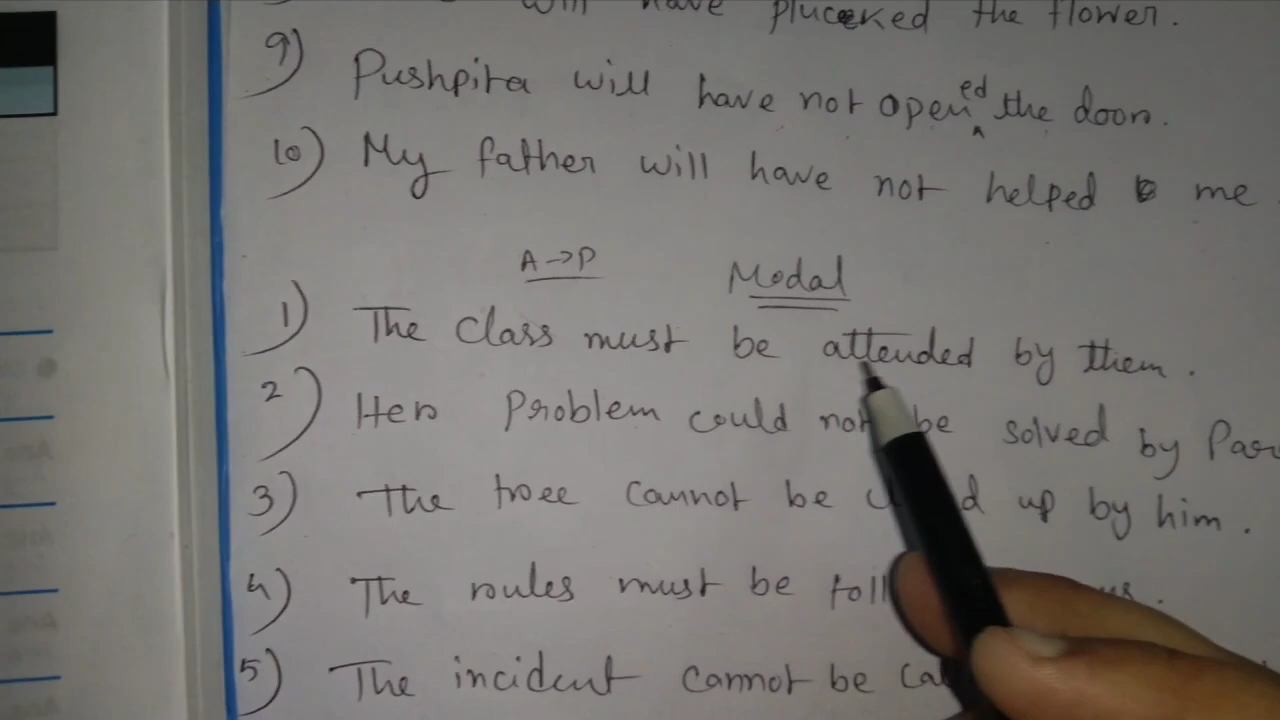 will have plucked the flower.
9) Pushpita will have not opened the door.
10) My father will have not helped me
A→P Modal
1) The Class must be attended by them.
2) Her Problem could not be solved by
3) The tree cannot be up by him.
4) The rules must be us.
5) The incident cannot be